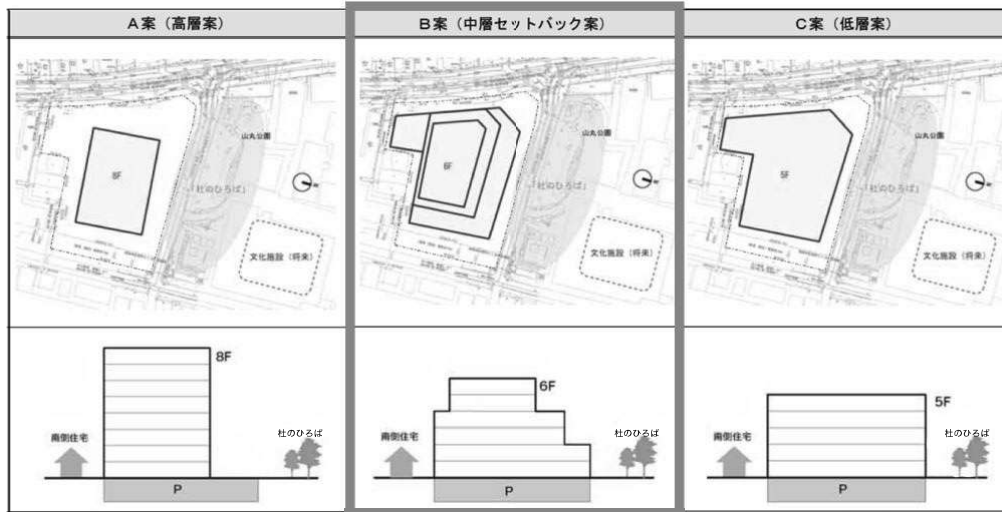 A案（高層案）
B案（中層セットバック案）
C案（低層案）
8F
山丸公園
「杜のひろば」
文化施設（将来）
6F
山丸公園
「杜のひろば」
文化施設（将来）
5F
山丸公園
「杜のひろば」
文化施設（将来）
8F
南側住宅
杜のひろば
P
6F
南側住宅
杜のひろば
P
5F
南側住宅
杜のひろば
P